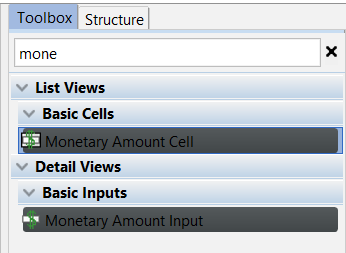 Toolbox Structure
mone
List Views
Basic Cells
Monetary Amount Cell
Detail Views
Basic Inputs
Monetary Amount Input